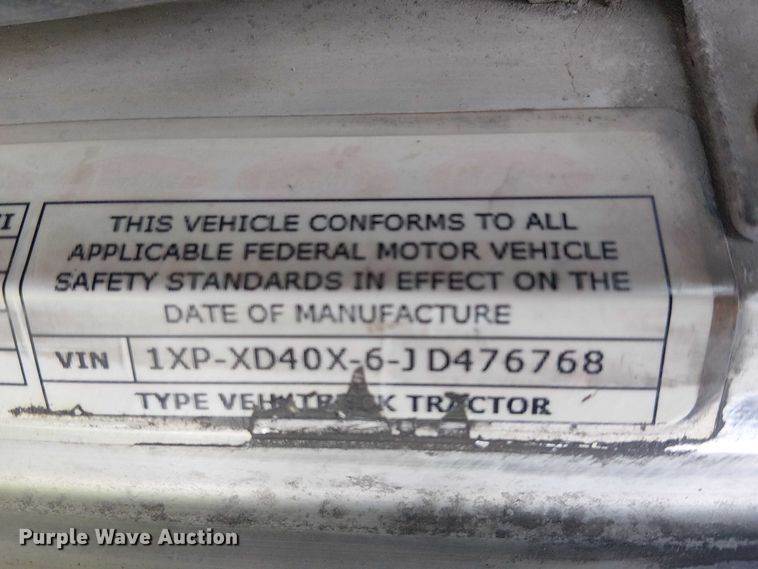 THIS VEHICLE CONFORMS TO ALL
APPLICABLE FEDERAL MOTOR VEHICLE
SAFETY STANDARDS IN EFFECT ON THE
DATE OF MANUFACTURE
VIN 1XP-XD40X-6-JD476768
TYPE TRACTOR
Purple Wave Auction